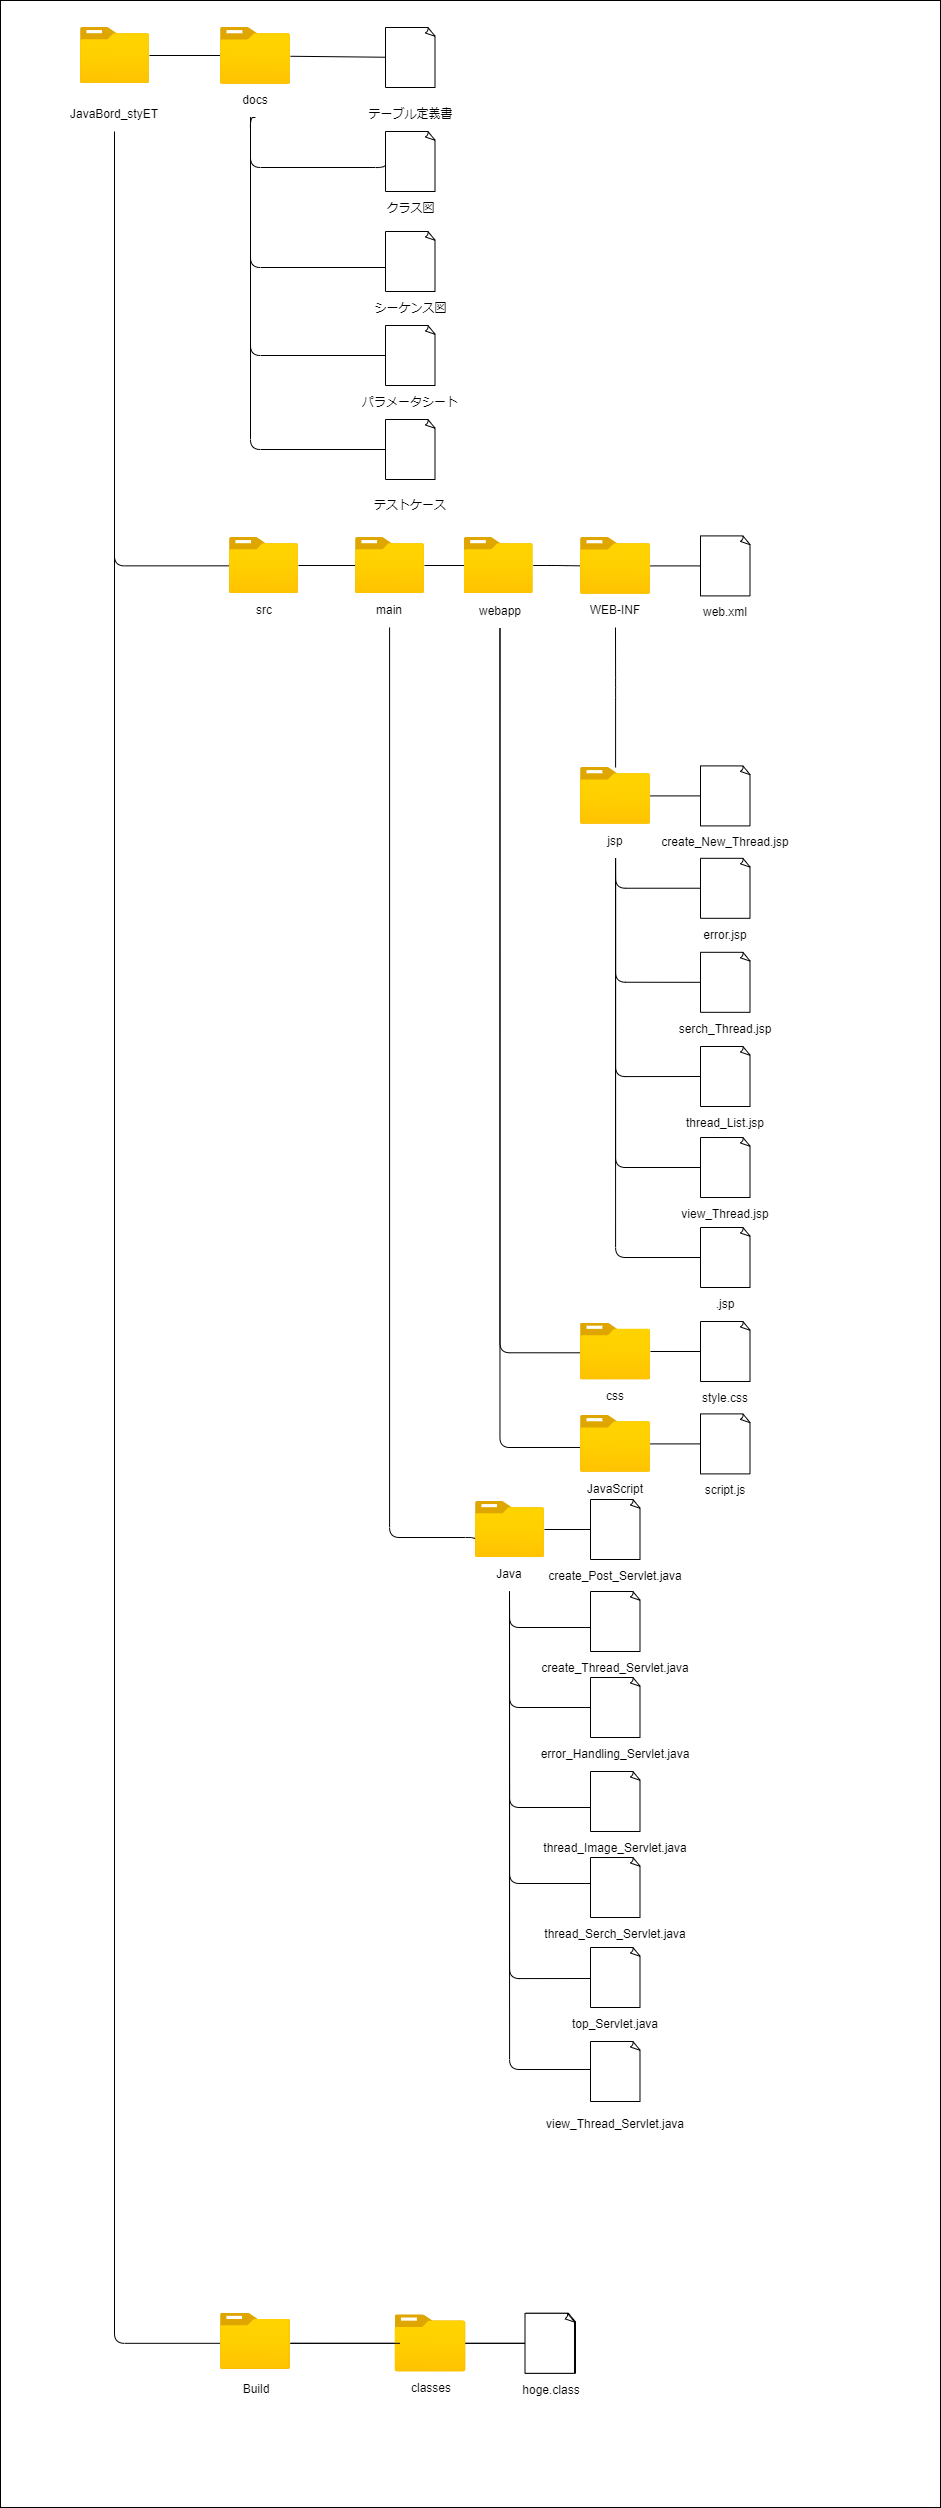 JavaBord_styET
docs
テーブル定義書
クラス図
シーケンス図
パラメータシート
テストケース
src
main
webapp
WEB-INF
web.xml
jsp
create_New_Thread.jsp
error.jsp
serch_Thread.jsp
thread_List.jsp
view_Thread.jsp
.jsp
css
style.css
JavaScript
script.js
Java
create_Post_Servlet.java
create_Thread_Servlet.java
error_Handling_Servlet.java
thread_Image_Servlet.java
thread_Serch_Servlet.java
top_Servlet.java
view_Thread_Servlet.java
Build
classes
hoge.class